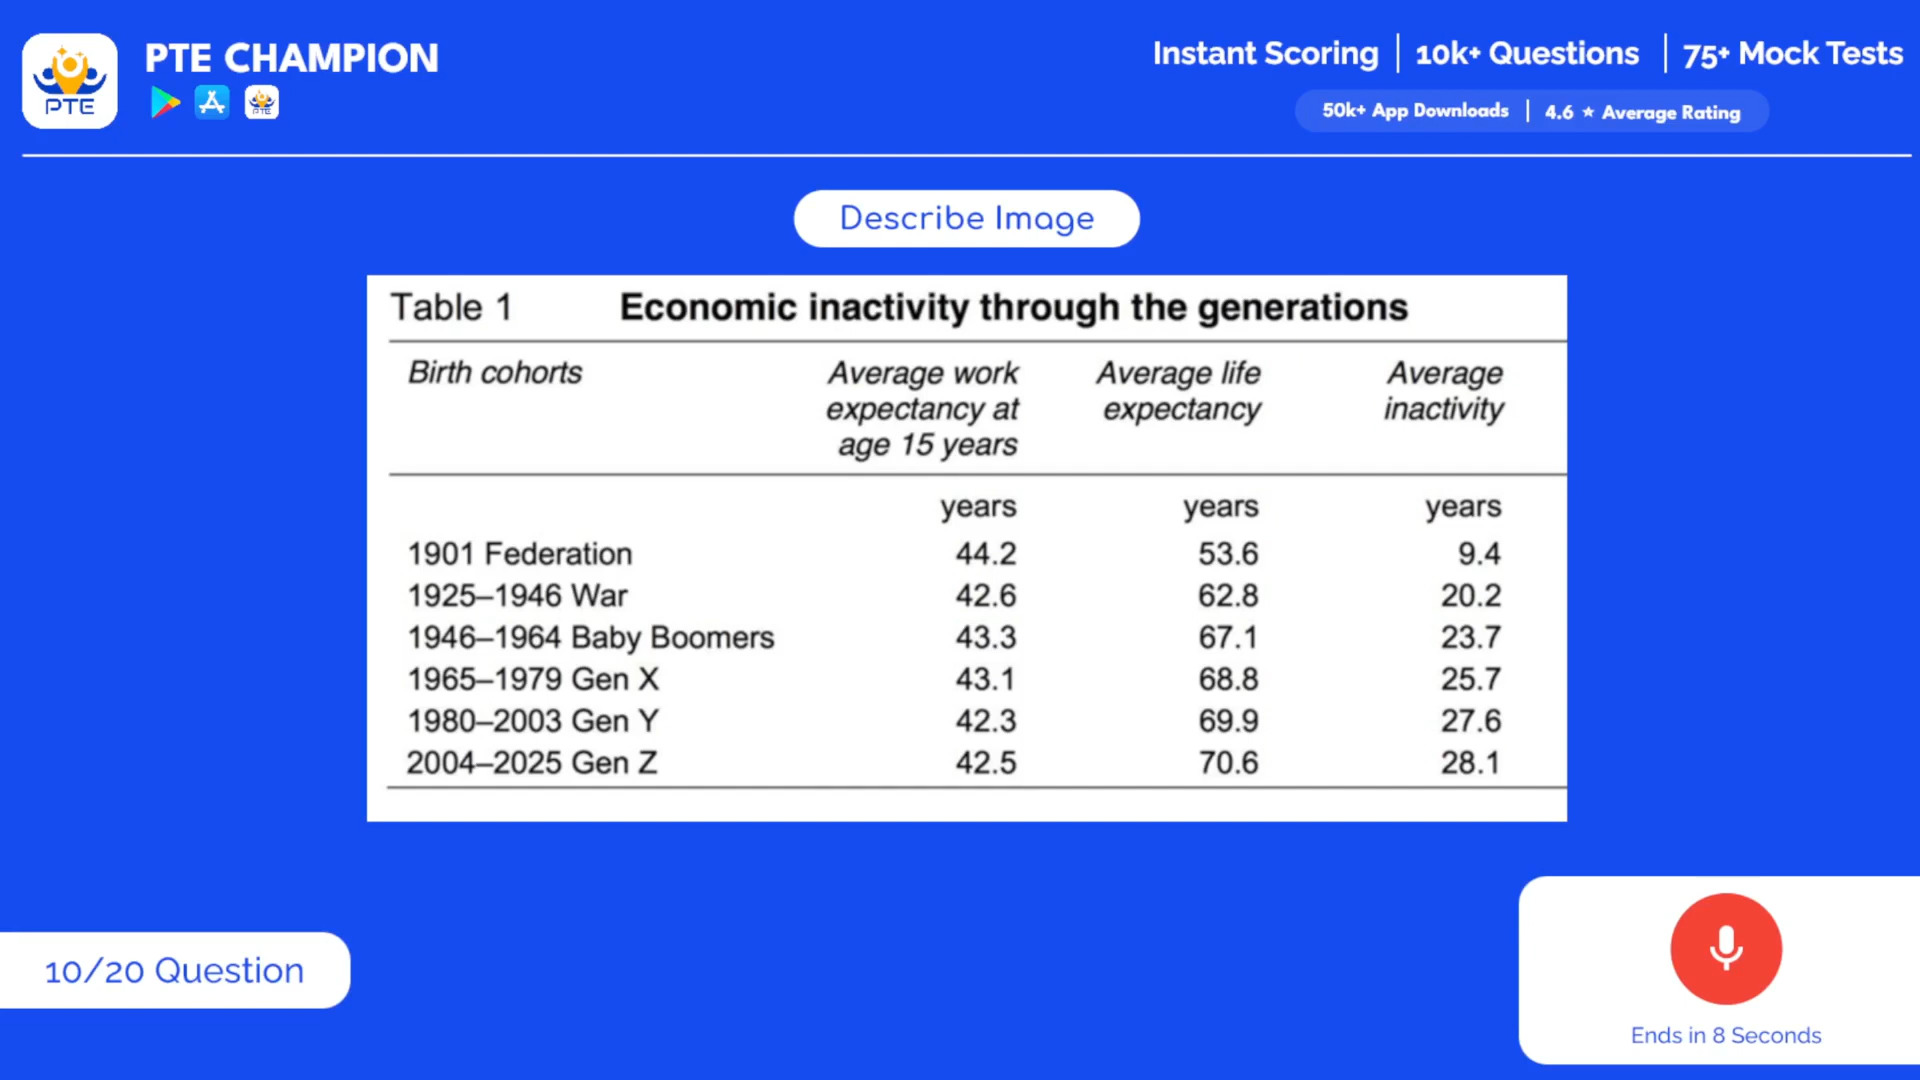 PTE CHAMPION
PTE
PTE
Instant Scoring | 10k+ Questions | 75+ Mock Tests
50k+ App Downloads | 4.6 ★ Average Rating
Describe Image
Table 1 Economic inactivity through the generations
Birth cohorts Average work expectancy at age 15 years Average life expectancy Average inactivity
years years years
1901 Federation 44.2 53.6 9.4
1925–1946 War 42.6 62.8 20.2
1946–1964 Baby Boomers 43.3 67.1 23.7
1965–1979 Gen X 43.1 68.8 25.7
1980–2003 Gen Y 42.3 69.9 27.6
2004–2025 Gen Z 42.5 70.6 28.1
10/20 Question
Ends in 8 Seconds